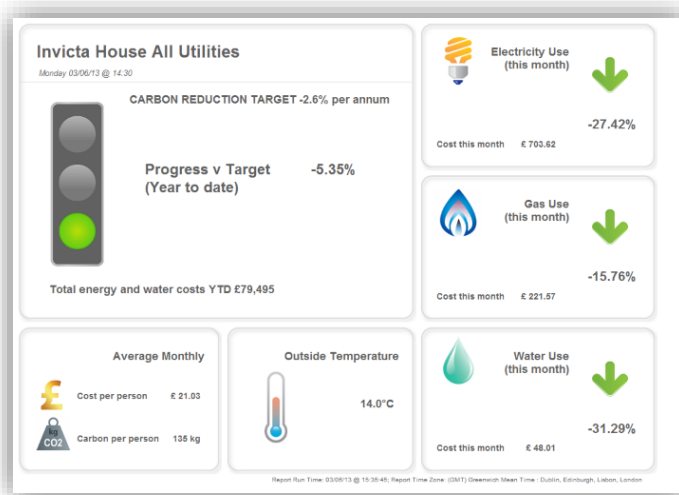 Invicta House All Utilities
Monday 03/06/13 @ 14:30
CARBON REDUCTION TARGET -2.6% per annum
Progress v Target -5.35%
(Year to date)
Total energy and water costs YTD £79,495
Electricity Use
(this month)
-27.42%
Cost this month £ 703.62
Gas Use
(this month)
-15.76%
Cost this month £ 221.57
Average Monthly
£ Cost per person £ 21.03
kg
CO2 Carbon per person 135 kg
Outside Temperature
14.0°C
Water Use
(this month)
-31.29%
Cost this month £ 48.01
Report Run Time: 03/06/13 @ 15:35:45; Report Time Zone : (GMT) Greenwich Mean Time : Dublin, Edinburgh, Lisbon, London